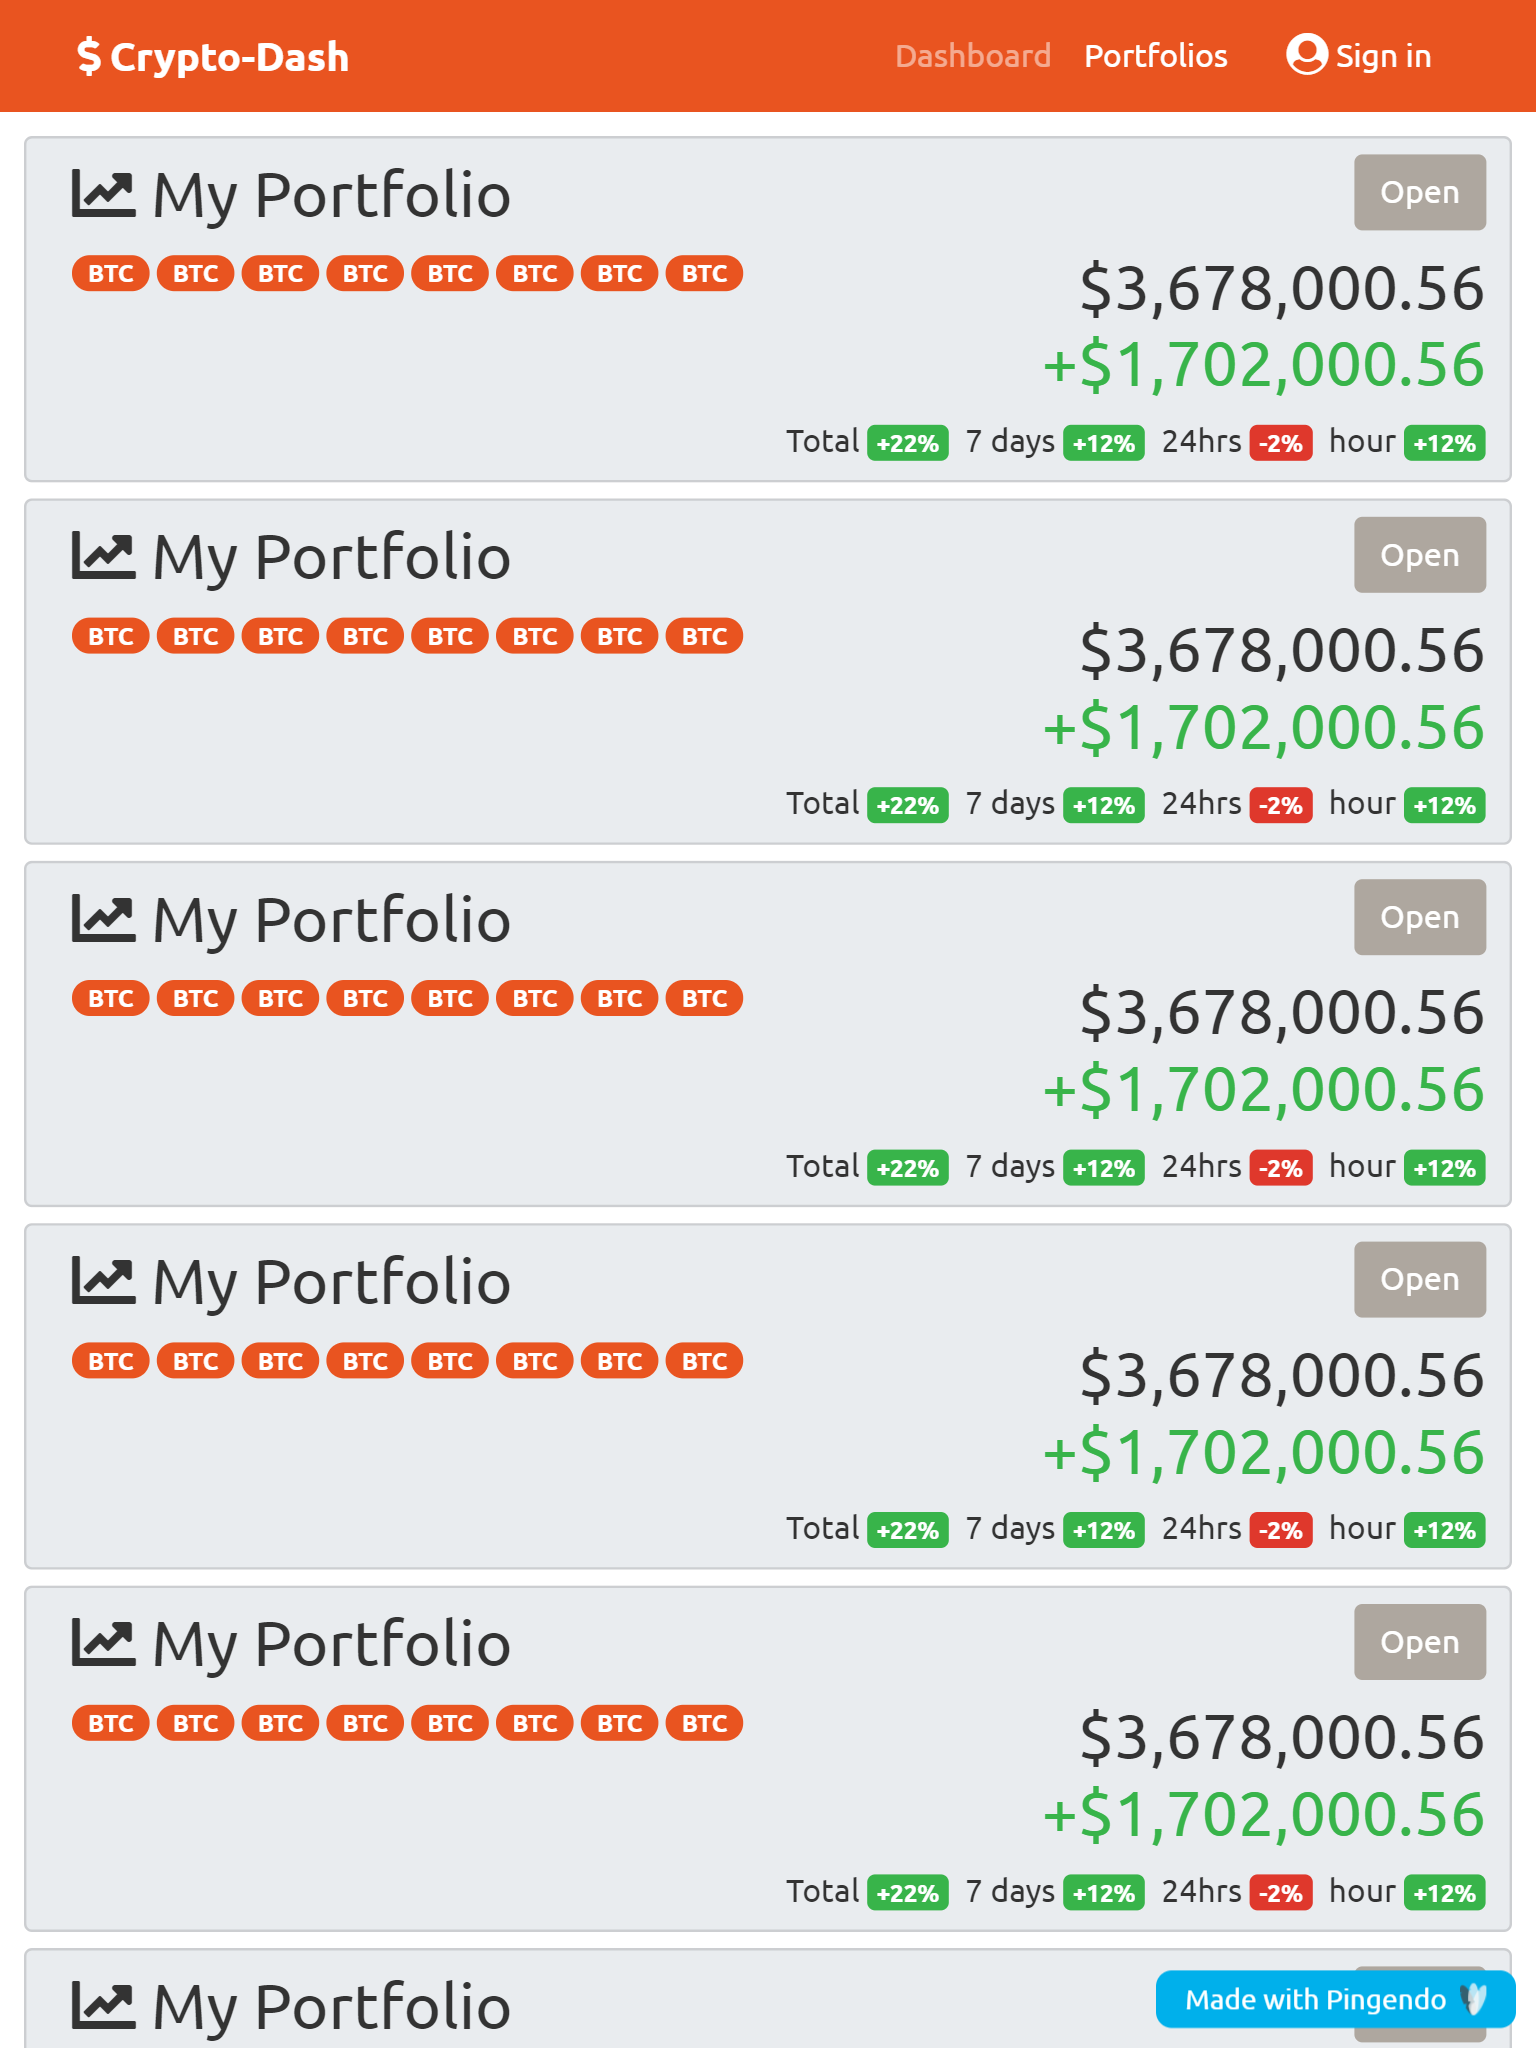 $ Crypto-Dash Dashboard Portfolios Sign in
My Portfolio Open
BTC BTC BTC BTC BTC BTC BTC BTC
$3,678,000.56
+$1,702,000.56
Total +22% 7 days +12% 24hrs -2% hour +12%
My Portfolio Open
BTC BTC BTC BTC BTC BTC BTC BTC
$3,678,000.56
+$1,702,000.56
Total +22% 7 days +12% 24hrs -2% hour +12%
My Portfolio Open
BTC BTC BTC BTC BTC BTC BTC BTC
$3,678,000.56
+$1,702,000.56
Total +22% 7 days +12% 24hrs -2% hour +12%
My Portfolio Open
BTC BTC BTC BTC BTC BTC BTC BTC
$3,678,000.56
+$1,702,000.56
Total +22% 7 days +12% 24hrs -2% hour +12%
My Portfolio Open
BTC BTC BTC BTC BTC BTC BTC BTC
$3,678,000.56
+$1,702,000.56
Total +22% 7 days +12% 24hrs -2% hour +12%
My Portfolio Made with Pingendo